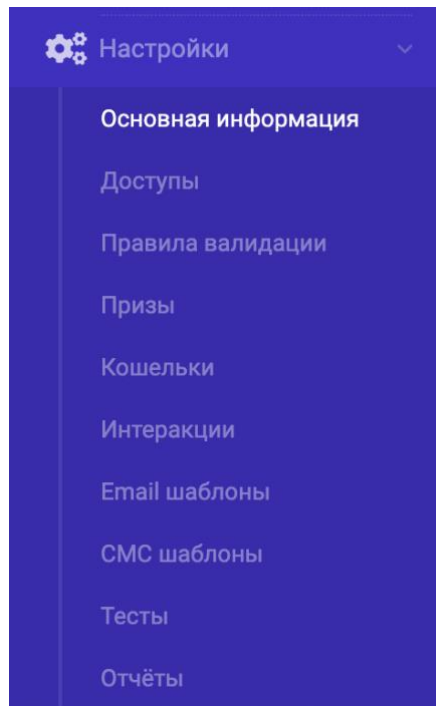 Настройки
Основная информация
Доступы
Правила валидации
Призы
Кошельки
Интеракции
Email шаблоны
СМС шаблоны
Тесты
Отчёты